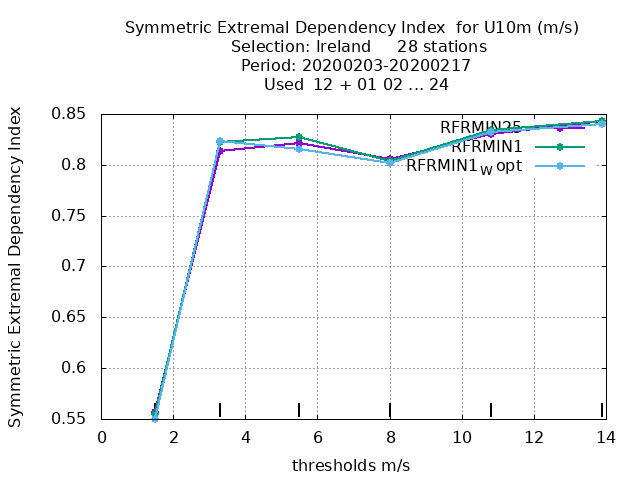 Symmetric Extremal Dependency Index for U10m (m/s)
Selection: Ireland 28 stations
Period: 20200203-20200217
Used 12 + 01 02 ... 24
Symmetric Extremal Dependency Index
0.85
0.8
0.75
0.7
0.65
0.6
0.55
RFRMIN25
RFRMIN1
RFRMIN1w opt
0 2 4 6 8 10 12 14
thresholds m/s